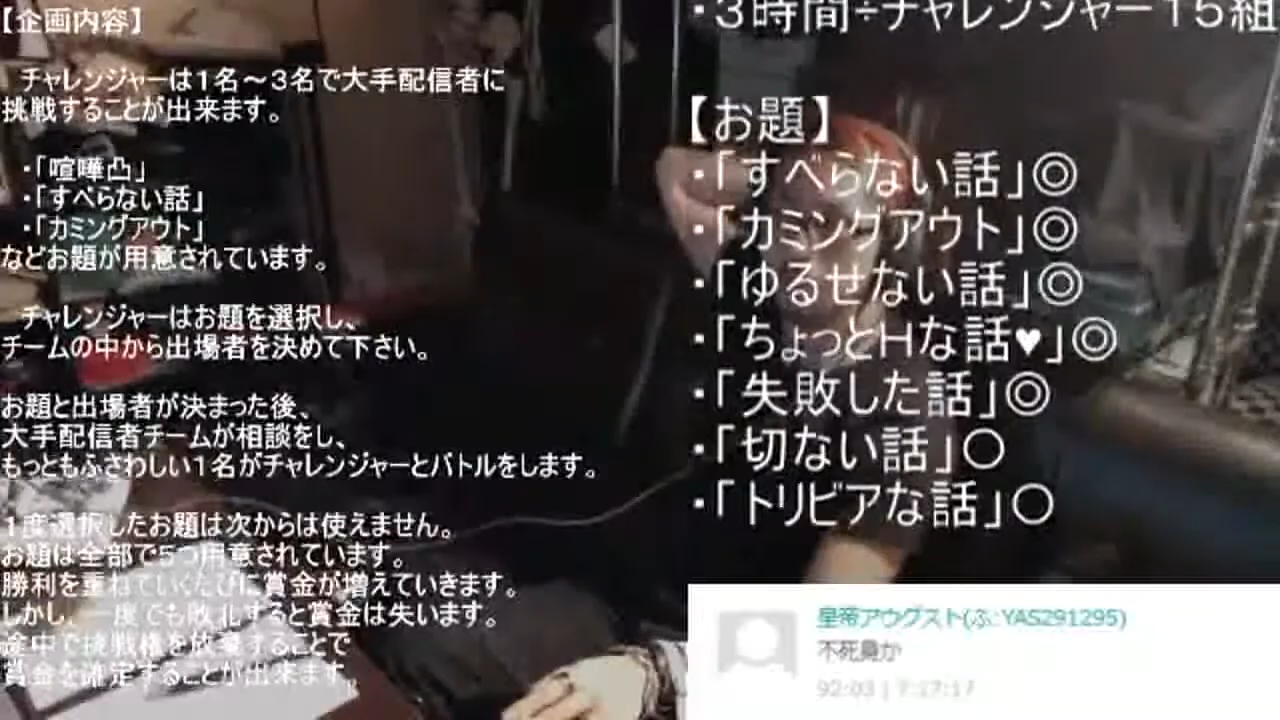 【企画内容】
チャレンジャーは1名～3名で大手配信者に
挑戦することが出来ます。
・「喧嘩凸」
・「すべらない話」
・「カミングアウト」
などお題が用意されています。
チャレンジャーはお題を選択し、
チームの中から出場者を決めて下さい。
お題と出場者が決まった後、
大手配信者チームが相談をし、
もっともふさわしい1名がチャレンジャーとバトルをします。
1度選択したお題は次からは使えません。
お題は全部で5つ用意されています。
勝利を重ねていくたびに賞金が増えていきます。
しかし、一度でも敗北すると賞金は失います。
途中で挑戦権を放棄することで
賞金を確定することが出来ます。
・3時間÷チャレンジャー15組
【お題】
・「すべらない話」◎
・「カミングアウト」◎
・「ゆるせない話」◎
・「ちょっとHな話♥」◎
・「失敗した話」◎
・「切ない話」〇
・「トリビアな話」〇
皇帝アウグスト(ぷ:YAS291295)
不死鳥か
92:03 | 7:17:17